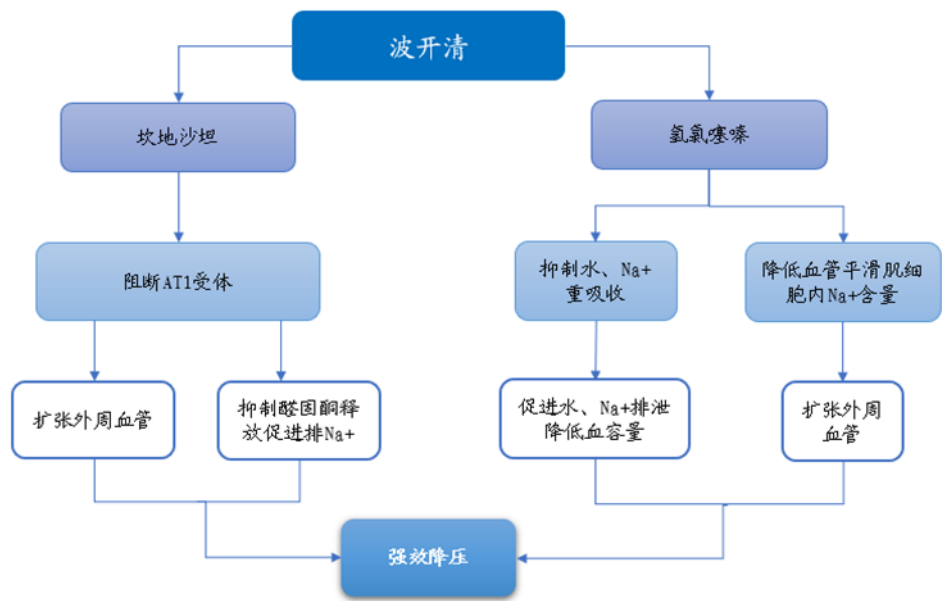 波开清
坎地沙坦
氢氯噻嗪
阻断AT1受体
抑制水、Na+
重吸收
降低血管平滑肌细
胞内Na+含量
扩张外周血管
抑制醛固酮释
放促进排Na+
促进水、Na+排泄
降低血容量
扩张外周
血管
强效降压